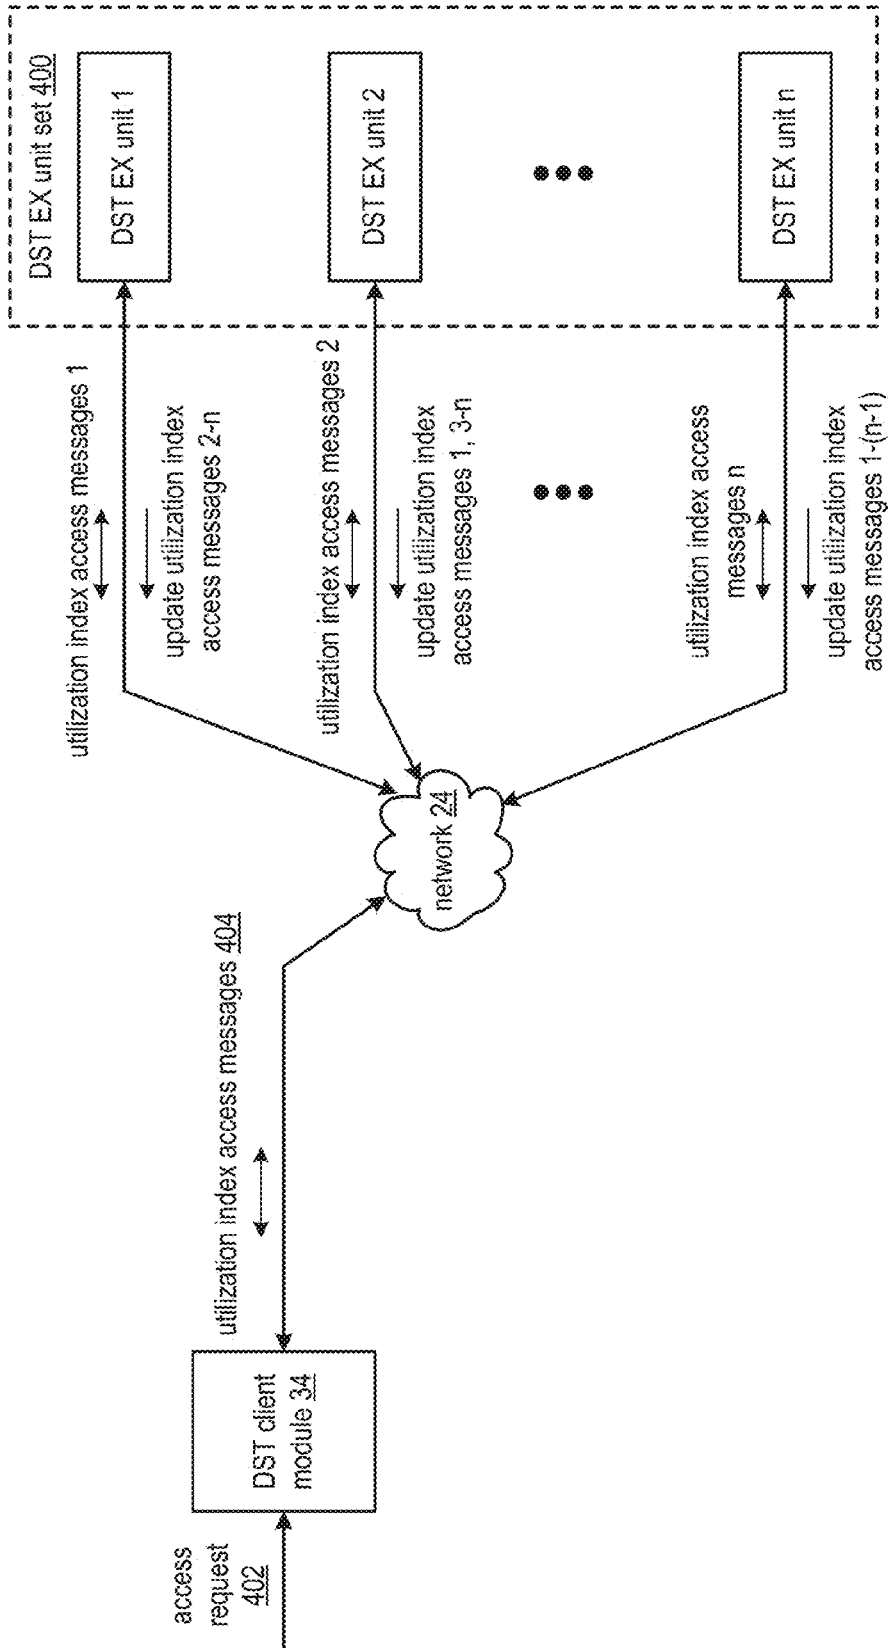 access
request
402
DST client
module 34
utilization index access messages 404
network 24
DST EX unit set 400
utilization index access messages 1
update utilization index
access messages 2-n
DST EX unit 1
utilization index access messages 2
update utilization index
access messages 1, 3-n
DST EX unit 2
utilization index access
messages n
update utilization index
access messages 1-(n-1)
DST EX unit n